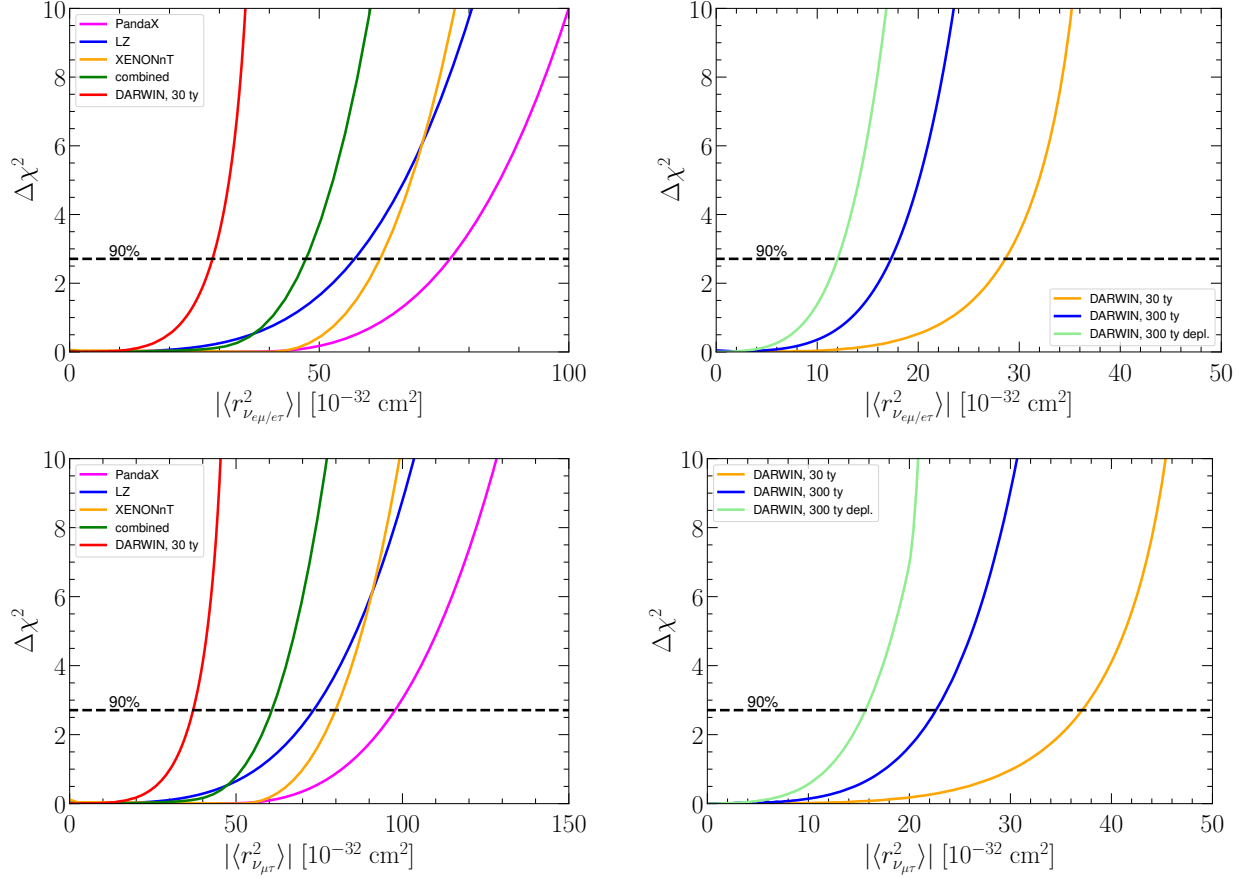 10
8
6
4
2
0
Δχ²
PandaX
LZ
XENONnT
combined
DARWIN, 30 ty
90%
0 50 100
|⟨r²_{ν_{eμ/eτ}}⟩| [10⁻³² cm²]
10
8
6
4
2
0
Δχ²
90%
DARWIN, 30 ty
DARWIN, 300 ty
DARWIN, 300 ty depl.
0 10 20 30 40 50
|⟨r²_{ν_{eμ/eτ}}⟩| [10⁻³² cm²]
10
8
6
4
2
0
Δχ²
PandaX
LZ
XENONnT
combined
DARWIN, 30 ty
90%
0 50 100 150
|⟨r²_{ν_{μτ}}⟩| [10⁻³² cm²]
10
8
6
4
2
0
Δχ²
DARWIN, 30 ty
DARWIN, 300 ty
DARWIN, 300 ty depl.
90%
0 10 20 30 40 50
|⟨r²_{ν_{μτ}}⟩| [10⁻³² cm²]